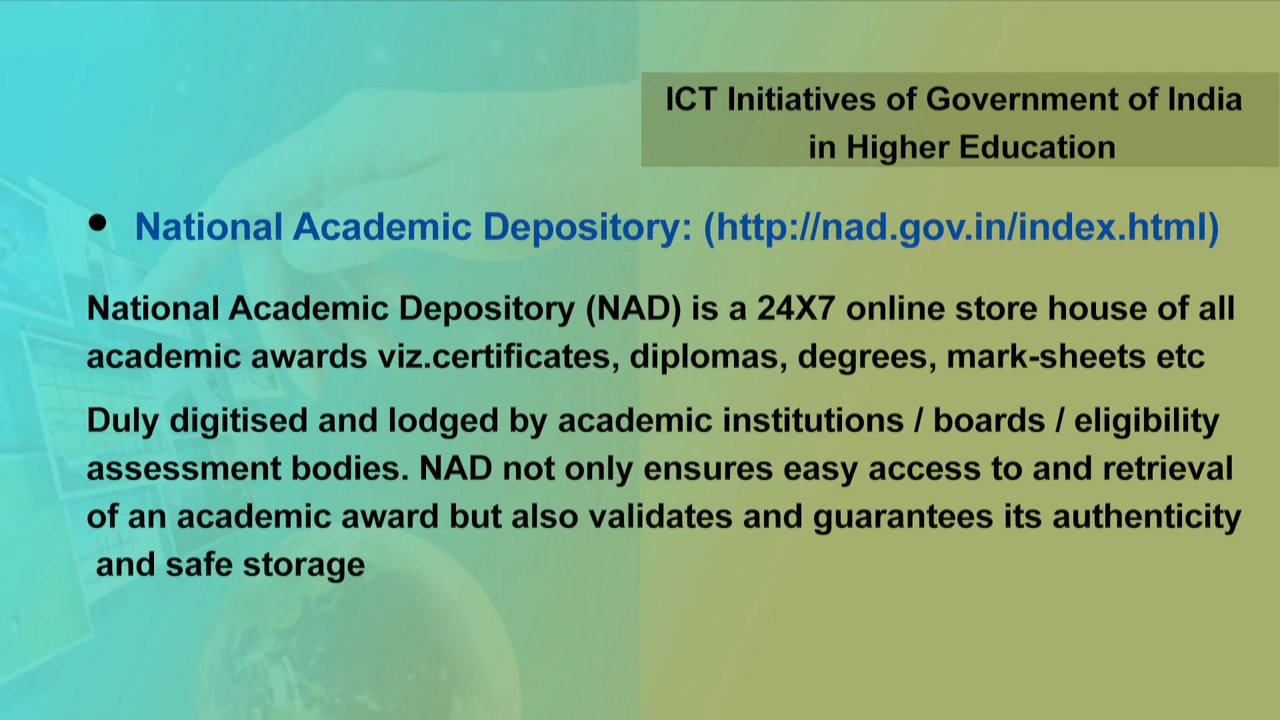 ICT Initiatives of Government of India
in Higher Education
• National Academic Depository: (http://nad.gov.in/index.html)
National Academic Depository (NAD) is a 24X7 online store house of all
academic awards viz.certificates, diplomas, degrees, mark-sheets etc
Duly digitised and lodged by academic institutions / boards / eligibility
assessment bodies. NAD not only ensures easy access to and retrieval
of an academic award but also validates and guarantees its authenticity
and safe storage